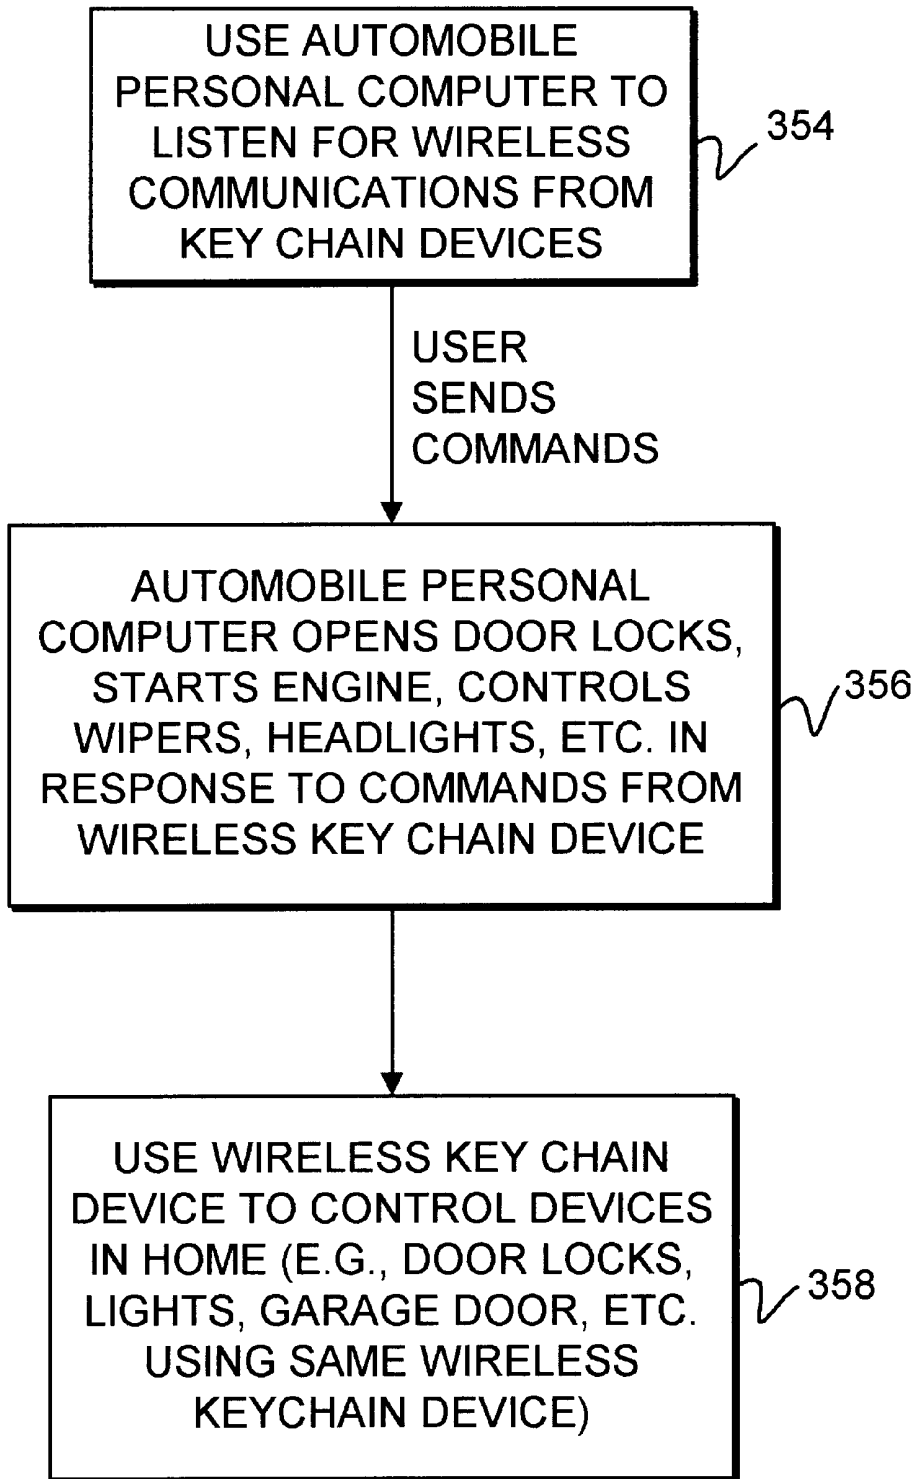 USE AUTOMOBILE
PERSONAL COMPUTER TO
LISTEN FOR WIRELESS
COMMUNICATIONS FROM
KEY CHAIN DEVICES
354
USER
SENDS
COMMANDS
AUTOMOBILE PERSONAL
COMPUTER OPENS DOOR LOCKS,
STARTS ENGINE, CONTROLS
WIPERS, HEADLIGHTS, ETC. IN
RESPONSE TO COMMANDS FROM
WIRELESS KEY CHAIN DEVICE
356
USE WIRELESS KEY CHAIN
DEVICE TO CONTROL DEVICES
IN HOME (E.G., DOOR LOCKS,
LIGHTS, GARAGE DOOR, ETC.
USING SAME WIRELESS
KEYCHAIN DEVICE)
358